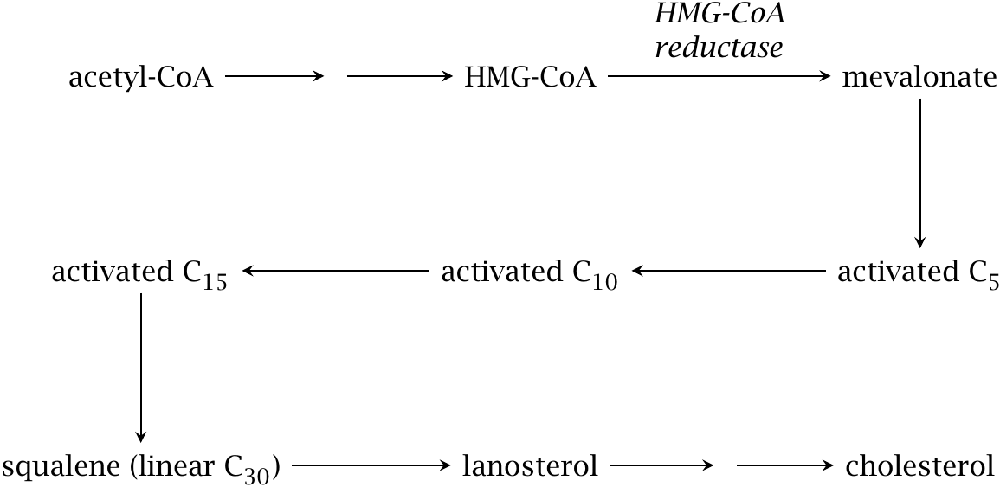 HMG-CoA
reductase
acetyl-CoA HMG-CoA mevalonate
activated C₁₅ activated C₁₀ activated C₅
squalene (linear C₃₀) lanosterol cholesterol